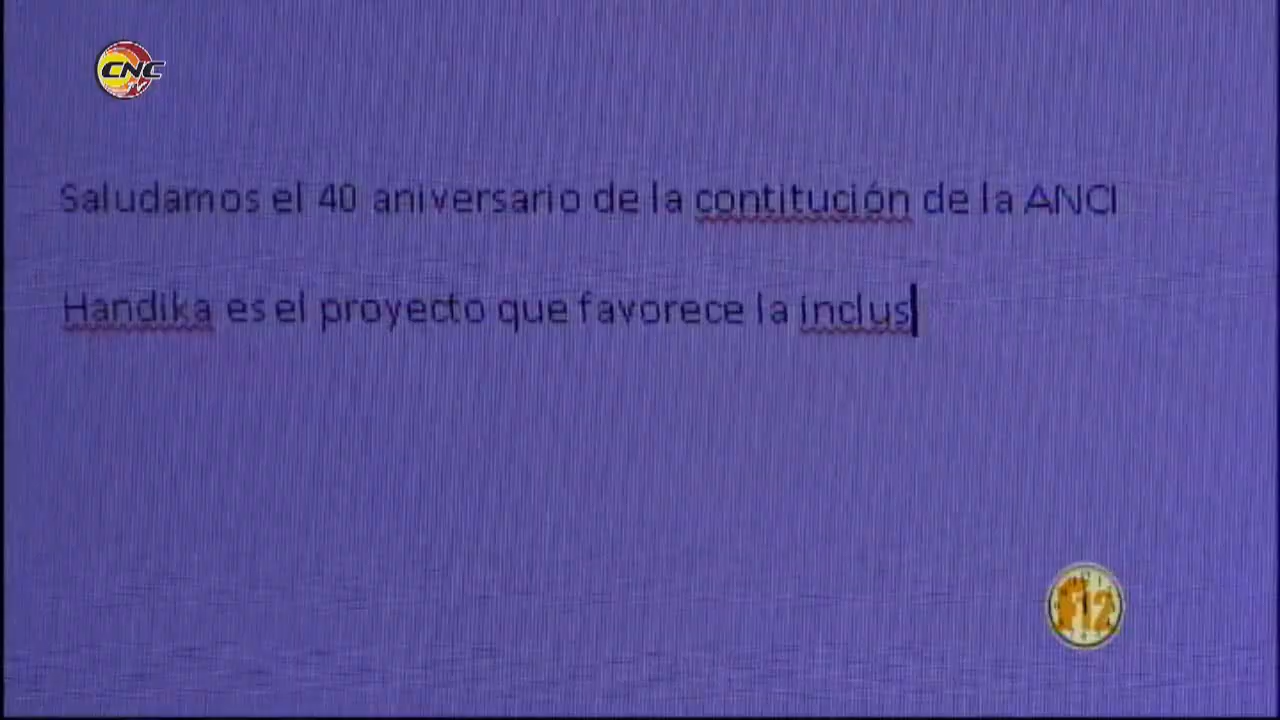 CNC
TV
Saludamos el 40 aniversario de la contitución de la ANCI
Handika es el proyecto que favorece la inclus
f12